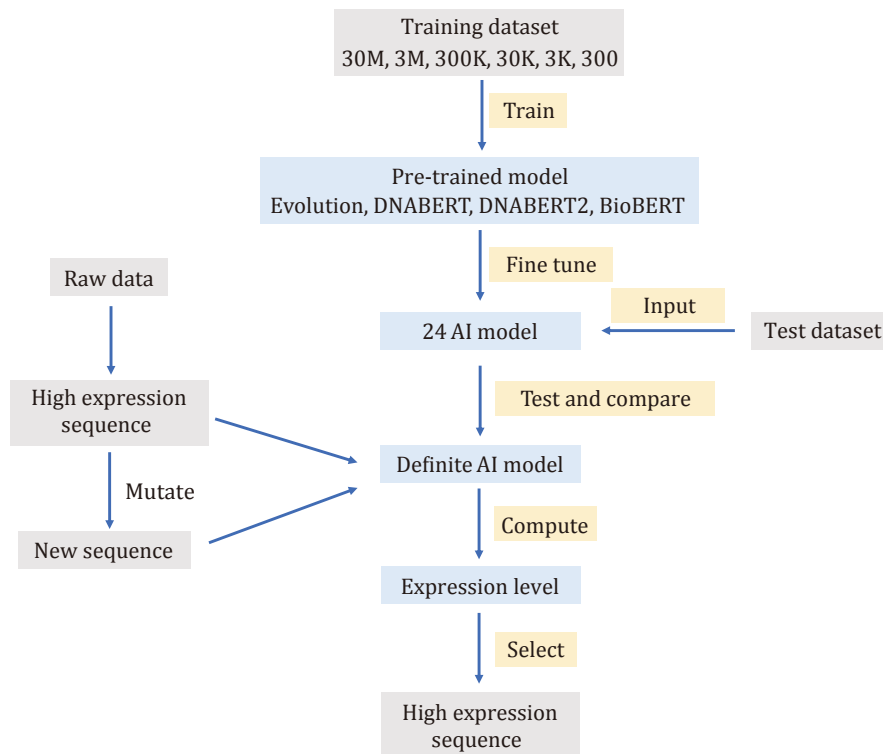 Training dataset
30M, 3M, 300K, 30K, 3K, 300
Train
Pre-trained model
Evolution, DNABERT, DNABERT2, BioBERT
Fine tune
Raw data
Input
24 AI model
Test dataset
High expression
sequence
Test and compare
Definite AI model
Mutate
New sequence
Compute
Expression level
Select
High expression
sequence